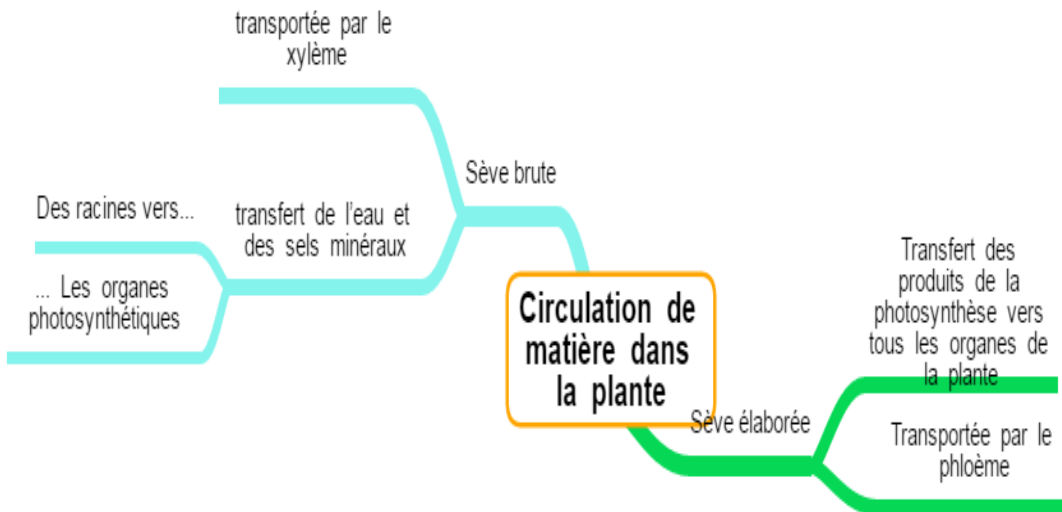 transportée par le
xylème
Sève brute
Des racines vers...
transfert de l'eau et
des sels minéraux
... Les organes
photosynthétiques
Circulation de
matière dans
la plante
Transfert des
produits de la
photosynthèse vers
tous les organes de
la plante
Sève élaborée
Transportée par le
phloème